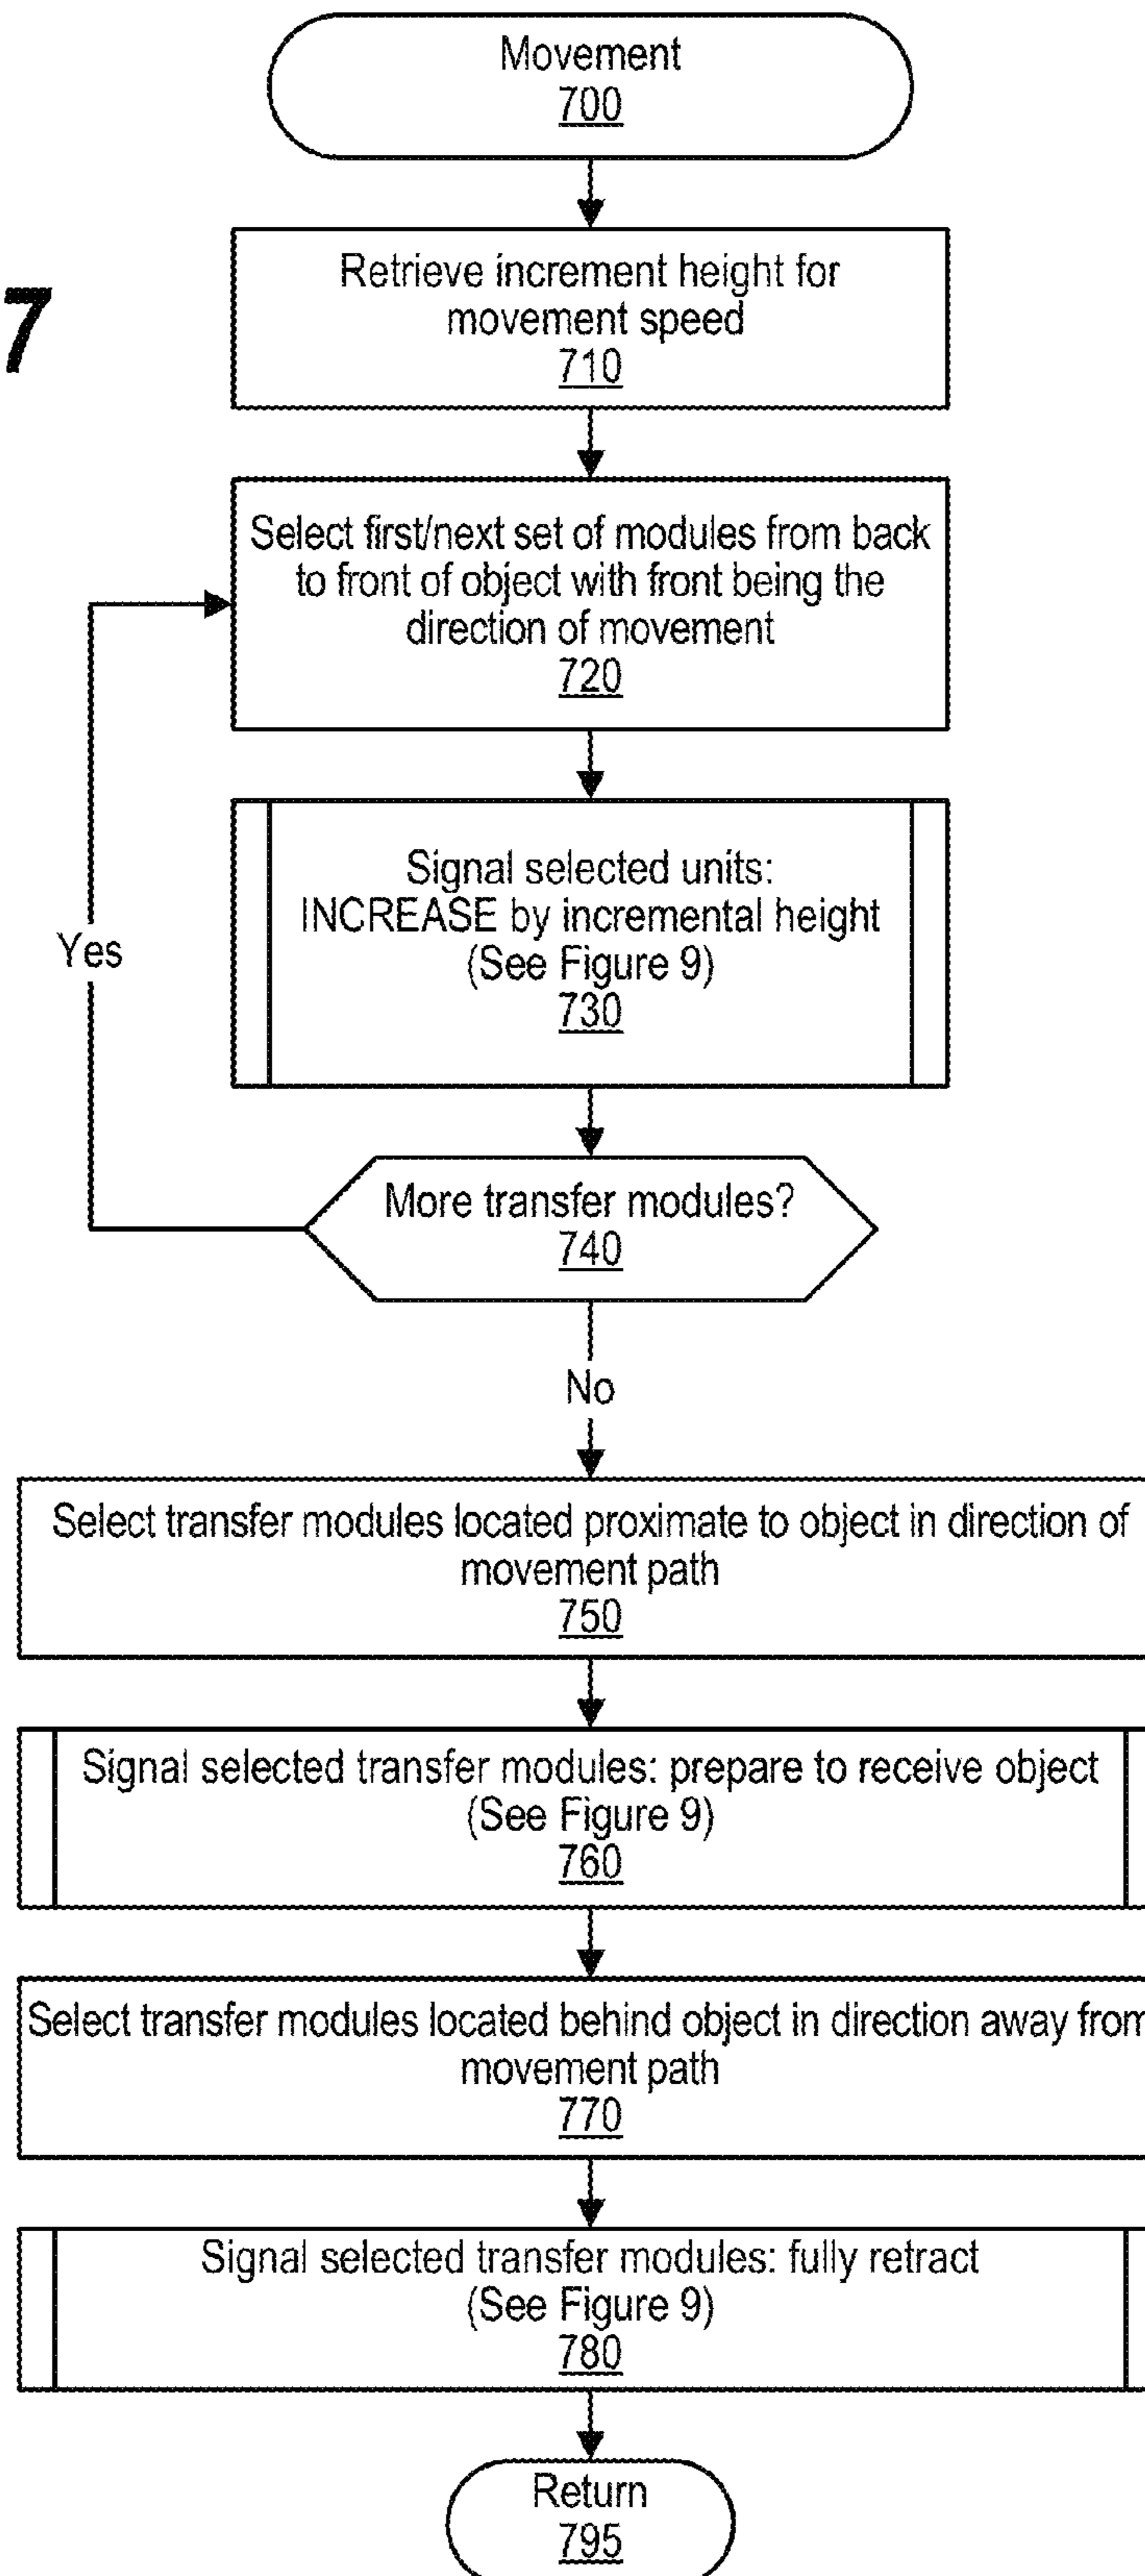 Movement
700
7
Retrieve increment height for
movement speed
710
Select first/next set of modules from back
to front of object with front being the
direction of movement
720
Signal selected units:
INCREASE by incremental height
(See Figure 9)
730
Yes
More transfer modules?
740
No
Select transfer modules located proximate to object in direction of
movement path
750
Signal selected transfer modules: prepare to receive object
(See Figure 9)
760
Select transfer modules located behind object in direction away from
movement path
770
Signal selected transfer modules: fully retract
(See Figure 9)
780
Return
795